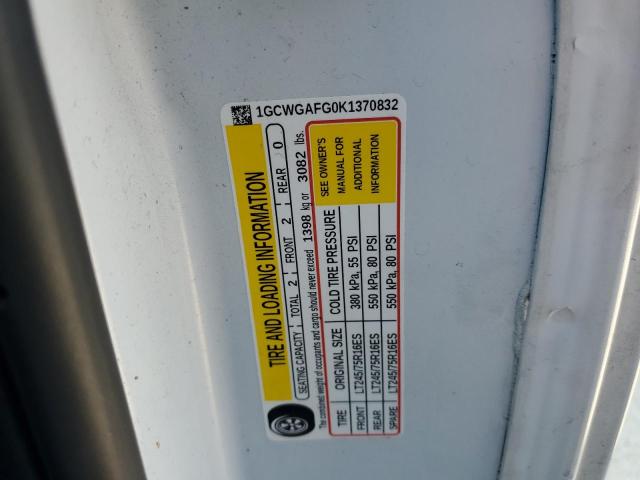 1GCWGAFG0K1370832
TIRE AND LOADING INFORMATION
SEATING CAPACITY TOTAL 2 FRONT 2 REAR 0
The combined weight of occupants and cargo should never exceed 1398 kg or 3082 lbs.
TIRE ORIGINAL SIZE COLD TIRE PRESSURE
FRONT LT245/75R16ES 380 kPa, 55 PSI
REAR LT245/75R16ES 550 kPa, 80 PSI
SPARE LT245/75R16ES 550 kPa, 80 PSI
SEE OWNER'S
MANUAL FOR
ADDITIONAL
INFORMATION